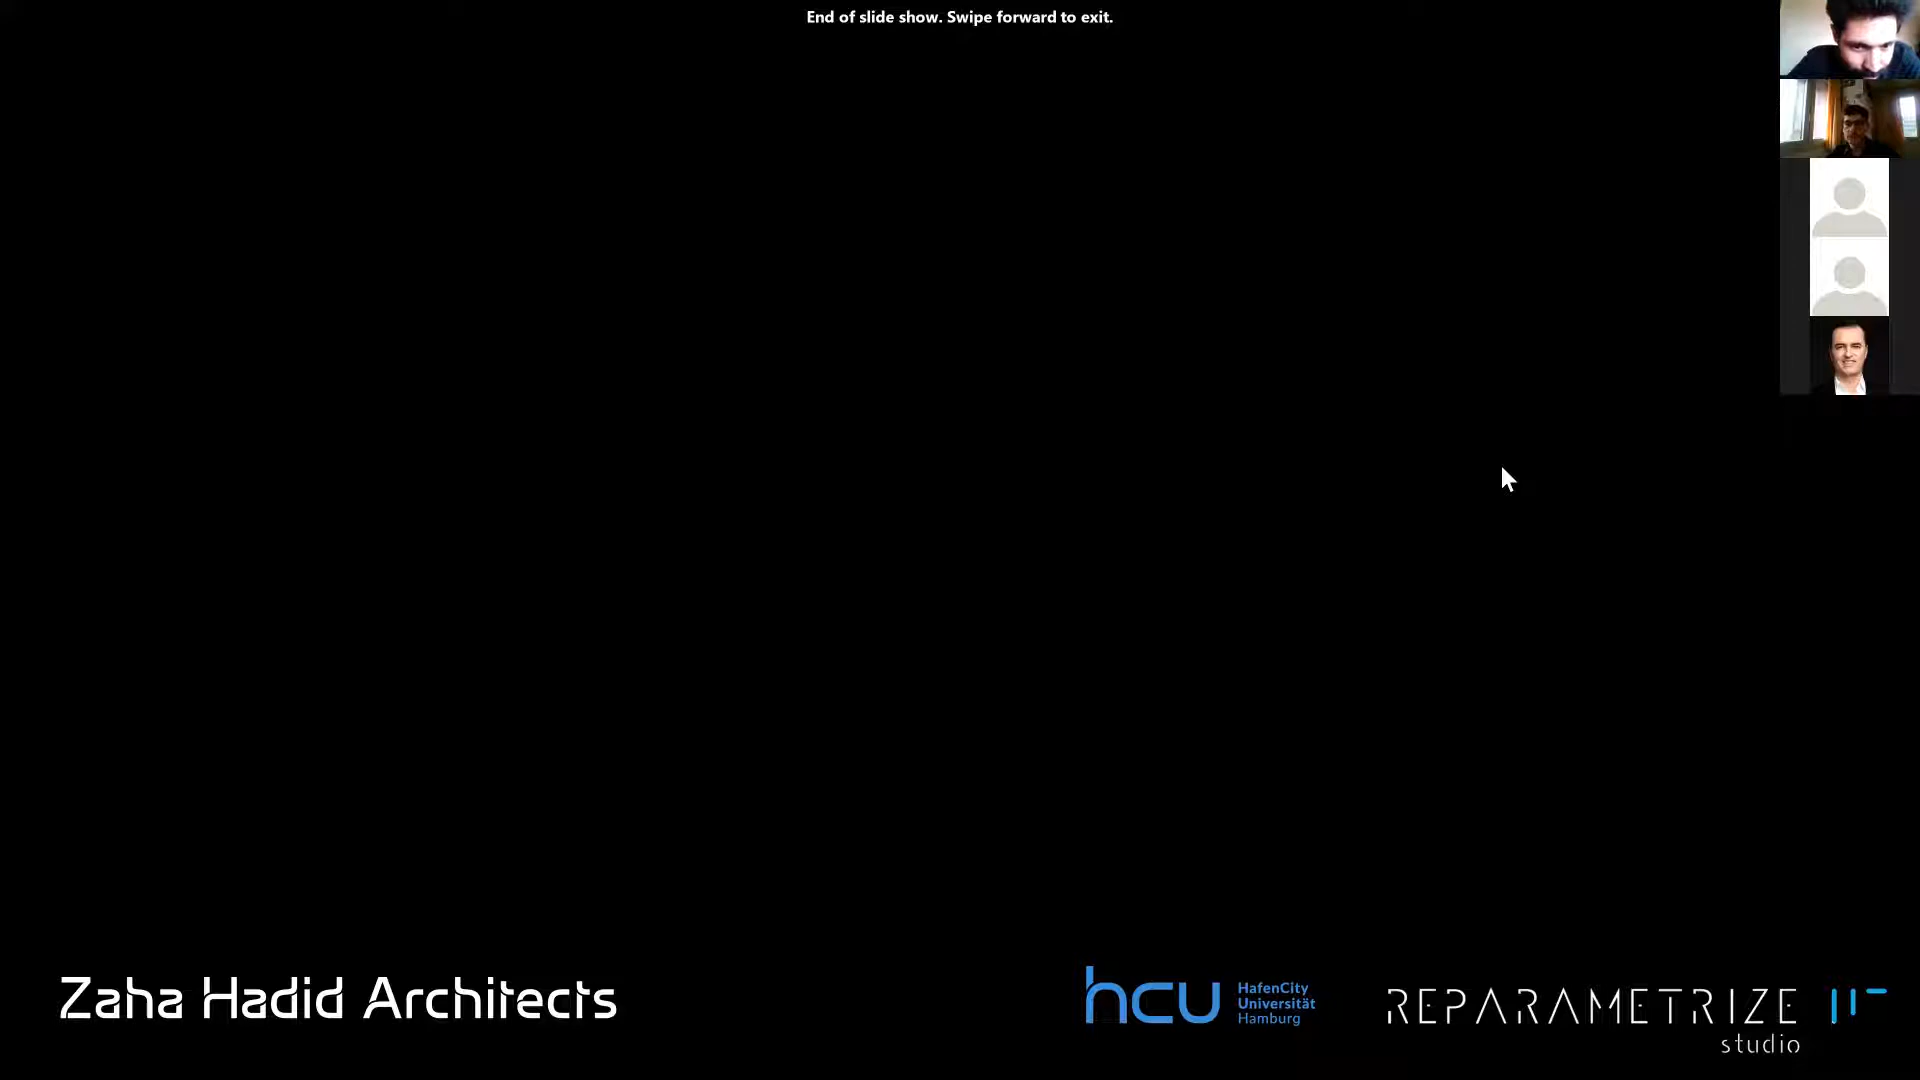 End of slide show. Swipe forward to exit.
Zaha Hadid Architects
hcu
HafenCity
Universität
Hamburg
REPARAMETRIZE
studio